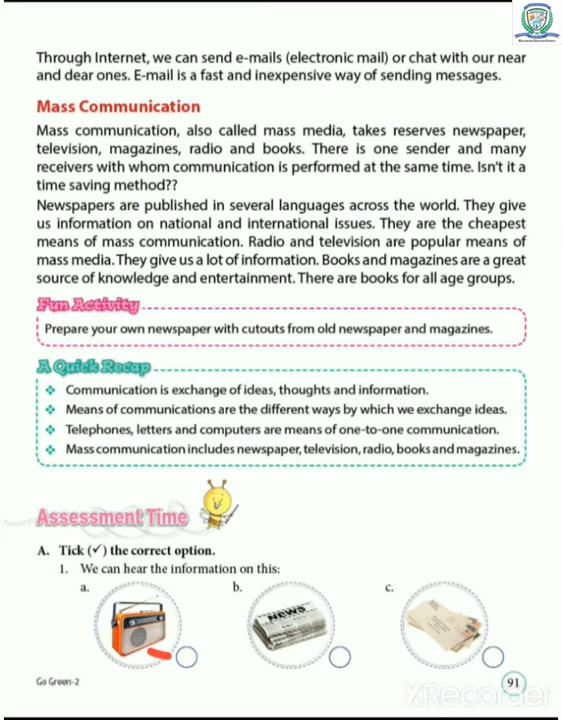 Through Internet, we can send e-mails (electronic mail) or chat with our near
and dear ones. E-mail is a fast and inexpensive way of sending messages.
Mass Communication
Mass communication, also called mass media, takes reserves newspaper,
television, magazines, radio and books. There is one sender and many
receivers with whom communication is performed at the same time. Isn't it a
time saving method??
Newspapers are published in several languages across the world. They give
us information on national and international issues. They are the cheapest
means of mass communication. Radio and television are popular means of
mass media. They give us a lot of information. Books and magazines are a great
source of knowledge and entertainment. There are books for all age groups.
Fun Activity
Prepare your own newspaper with cutouts from old newspaper and magazines.
A Quick Recap
Communication is exchange of ideas, thoughts and information.
Means of communications are the different ways by which we exchange ideas.
Telephones, letters and computers are means of one-to-one communication.
Mass communication includes newspaper, television, radio, books and magazines.
Assessment Time
A. Tick (✓) the correct option.
1. We can hear the information on this:
a. b. c.
NEWS
Go Green-2 91
XRecorder